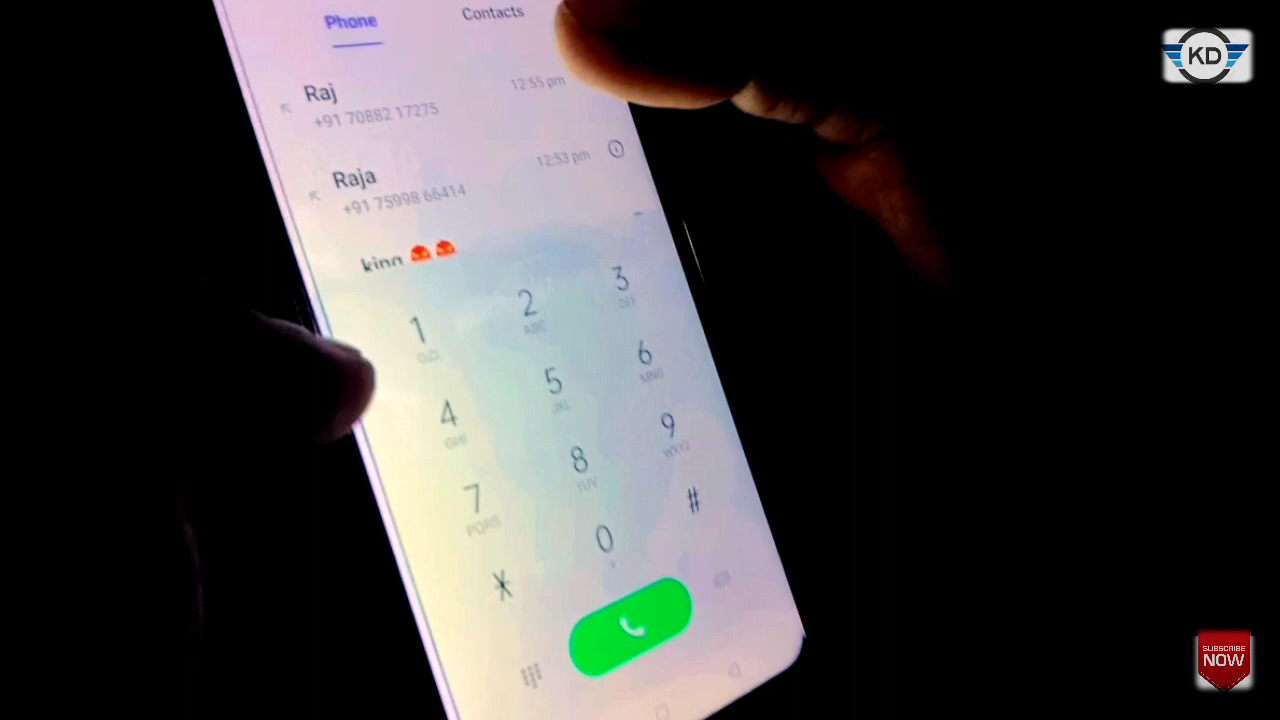 Phone Contacts
Raj 12:55 pm
+91 70882 17275
Raja 12:53 pm
+91 75998 66414
king
1 2 ABC 3 DEF
4 GHI 5 JKL 6 MNO
7 PQRS 8 TUV 9 WXYZ
* 0 #
KD
SUBSCRIBE
NOW